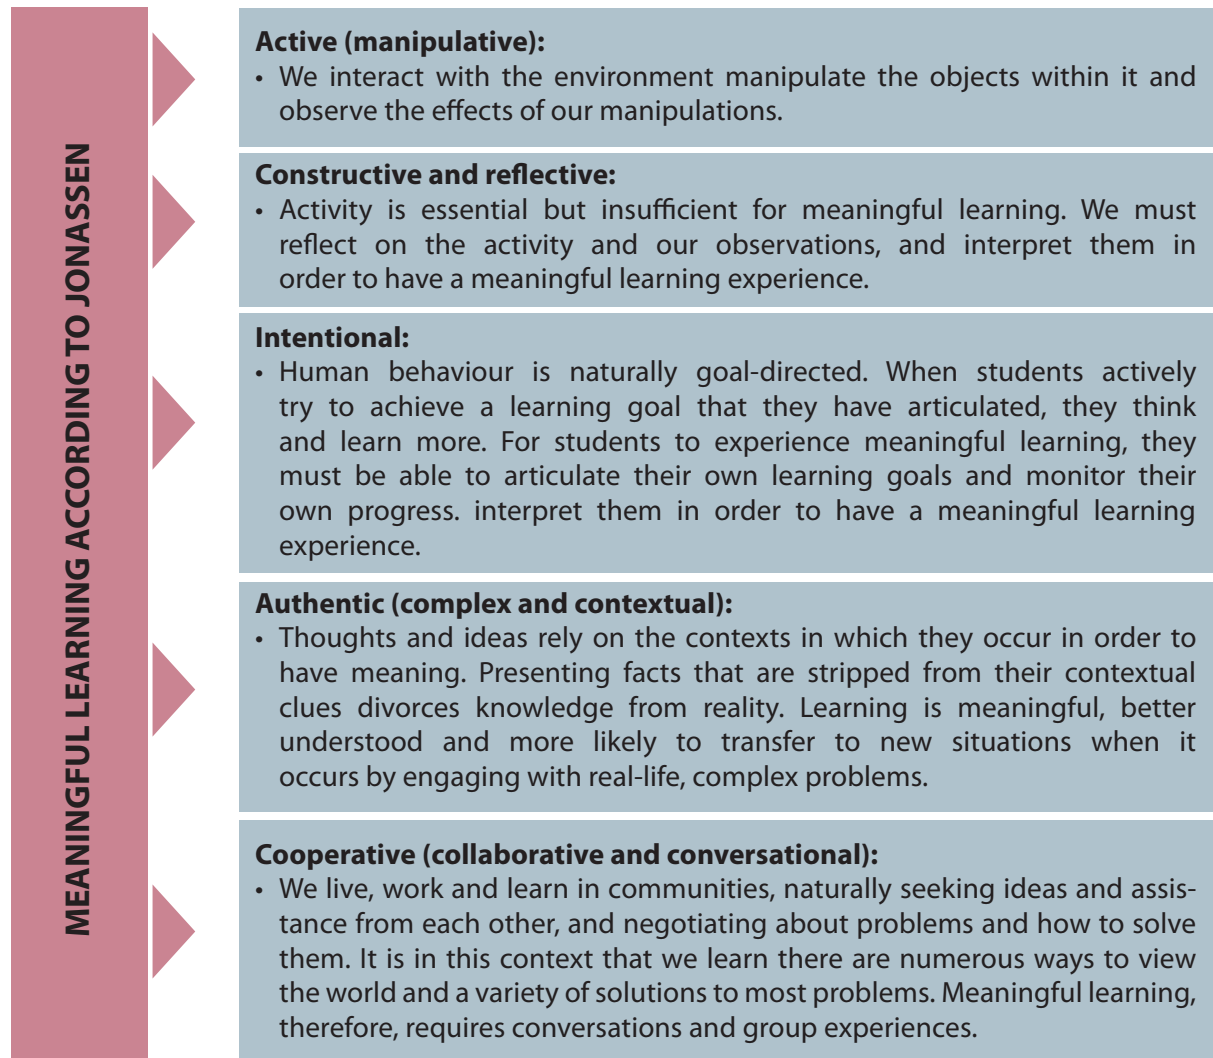 MEANINGFUL LEARNING ACCORDING TO JONASSEN
Active (manipulative):
• We interact with the environment manipulate the objects within it and
observe the effects of our manipulations.
Constructive and reflective:
• Activity is essential but insufficient for meaningful learning. We must
reflect on the activity and our observations, and interpret them in
order to have a meaningful learning experience.
Intentional:
• Human behaviour is naturally goal-directed. When students actively
try to achieve a learning goal that they have articulated, they think
and learn more. For students to experience meaningful learning, they
must be able to articulate their own learning goals and monitor their
own progress. interpret them in order to have a meaningful learning
experience.
Authentic (complex and contextual):
• Thoughts and ideas rely on the contexts in which they occur in order to
have meaning. Presenting facts that are stripped from their contextual
clues divorces knowledge from reality. Learning is meaningful, better
understood and more likely to transfer to new situations when it
occurs by engaging with real-life, complex problems.
Cooperative (collaborative and conversational):
• We live, work and learn in communities, naturally seeking ideas and assis-
tance from each other, and negotiating about problems and how to solve
them. It is in this context that we learn there are numerous ways to view
the world and a variety of solutions to most problems. Meaningful learning,
therefore, requires conversations and group experiences.